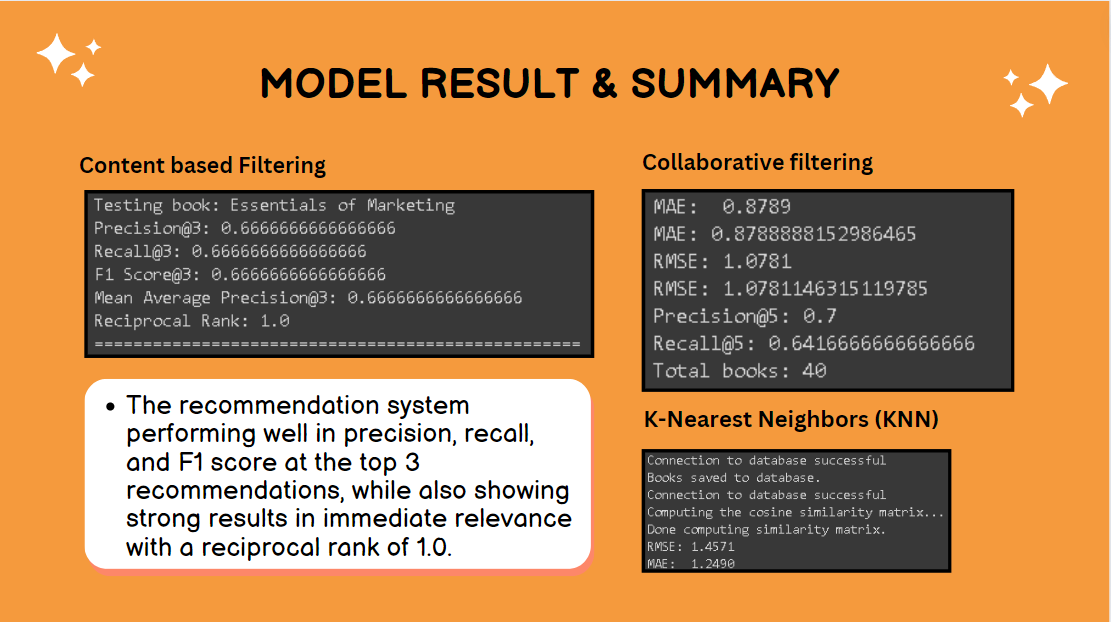 MODEL RESULT & SUMMARY
Content based Filtering
Testing book: Essentials of Marketing
Precision@3: 0.6666666666666666
Recall@3: 0.6666666666666666
F1 Score@3: 0.6666666666666666
Mean Average Precision@3: 0.6666666666666666
Reciprocal Rank: 1.0
==================================================
• The recommendation system
performing well in precision, recall,
and F1 score at the top 3
recommendations, while also showing
strong results in immediate relevance
with a reciprocal rank of 1.0.
Collaborative filtering
MAE:  0.8789
MAE: 0.8788888152986465
RMSE: 1.0781
RMSE: 1.0781146315119785
Precision@5: 0.7
Recall@5: 0.6416666666666666
Total books: 40
K-Nearest Neighbors (KNN)
Connection to database successful
Books saved to database.
Connection to database successful
Computing the cosine similarity matrix...
Done computing similarity matrix.
RMSE: 1.4571
MAE:  1.2490